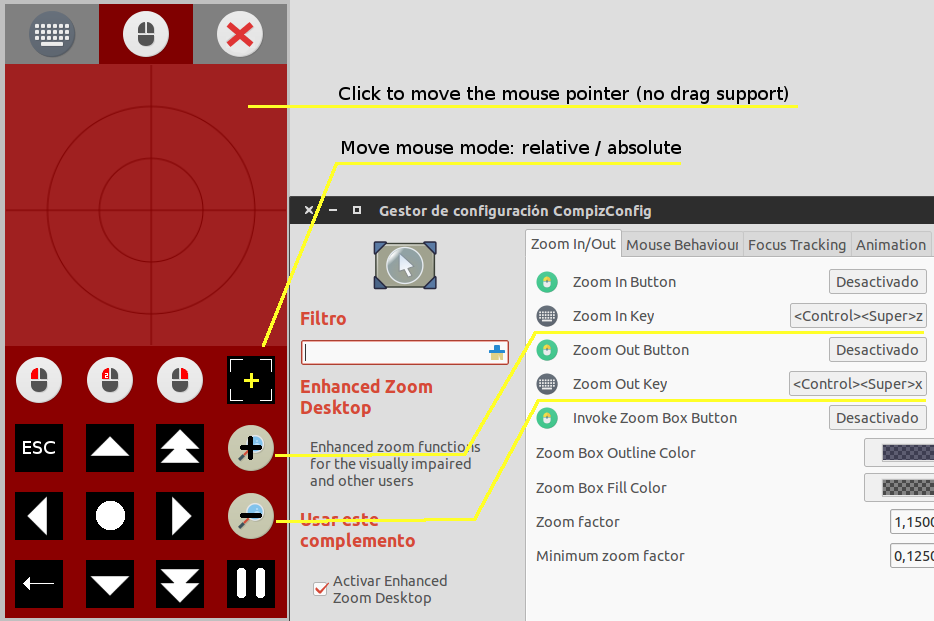 Click to move the mouse pointer (no drag support)
Move mouse mode: relative / absolute
Gestor de configuración CompizConfig
Zoom In/Out
Mouse Behaviour
Focus Tracking
Animation
Filtro
Enhanced Zoom
Desktop
Enhanced zoom functions
for the visually impaired
and other users
Usar este
complemento
Activar Enhanced
Zoom Desktop
Zoom In Button Desactivado
Zoom In Key <Control><Super>z
Zoom Out Button Desactivado
Zoom Out Key <Control><Super>x
Invoke Zoom Box Button Desactivado
Zoom Box Outline Color
Zoom Box Fill Color
Zoom factor 1,1500
Minimum zoom factor 0,1250
2
ESC